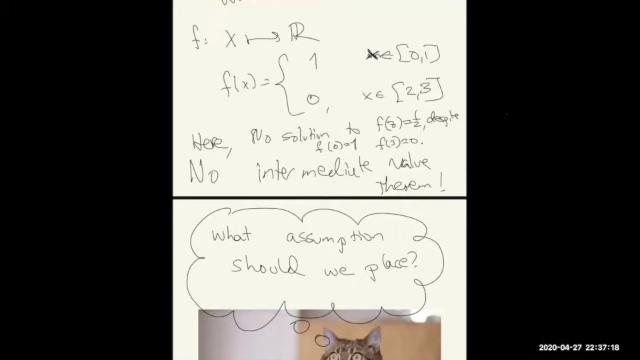 f: X ⟼ ℝ
f(x) = { 1 x ∈ [0,1]
0, x ∈ [2,3]
Here, No solution to f(z)=½, despite
f(0)=1 f(3)=0.
No intermediate value
Therem!
What assumption
should we place?
2020-04-27 22:37:18